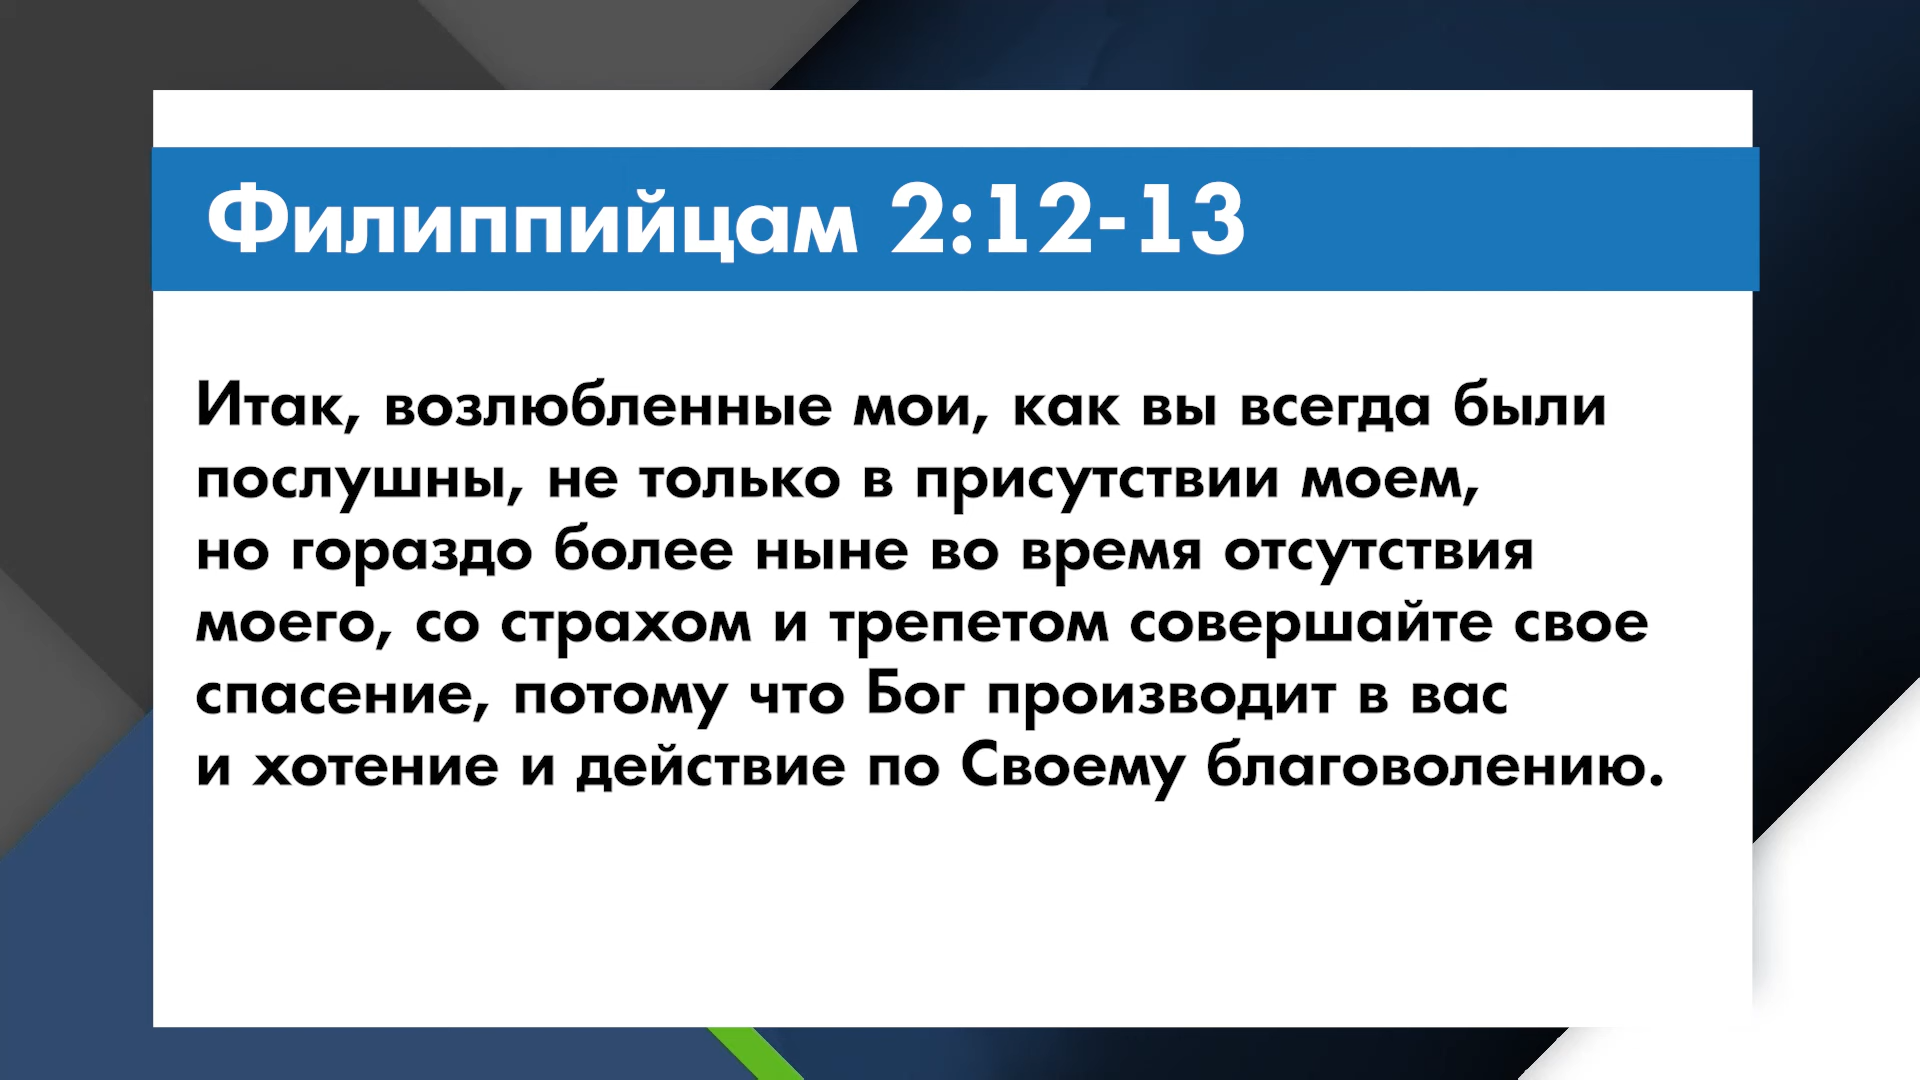 Филиппийцам 2:12-13
Итак, возлюбленные мои, как вы всегда были
послушны, не только в присутствии моем,
но гораздо более ныне во время отсутствия
моего, со страхом и трепетом совершайте свое
спасение, потому что Бог производит в вас
и хотение и действие по Своему благоволению.